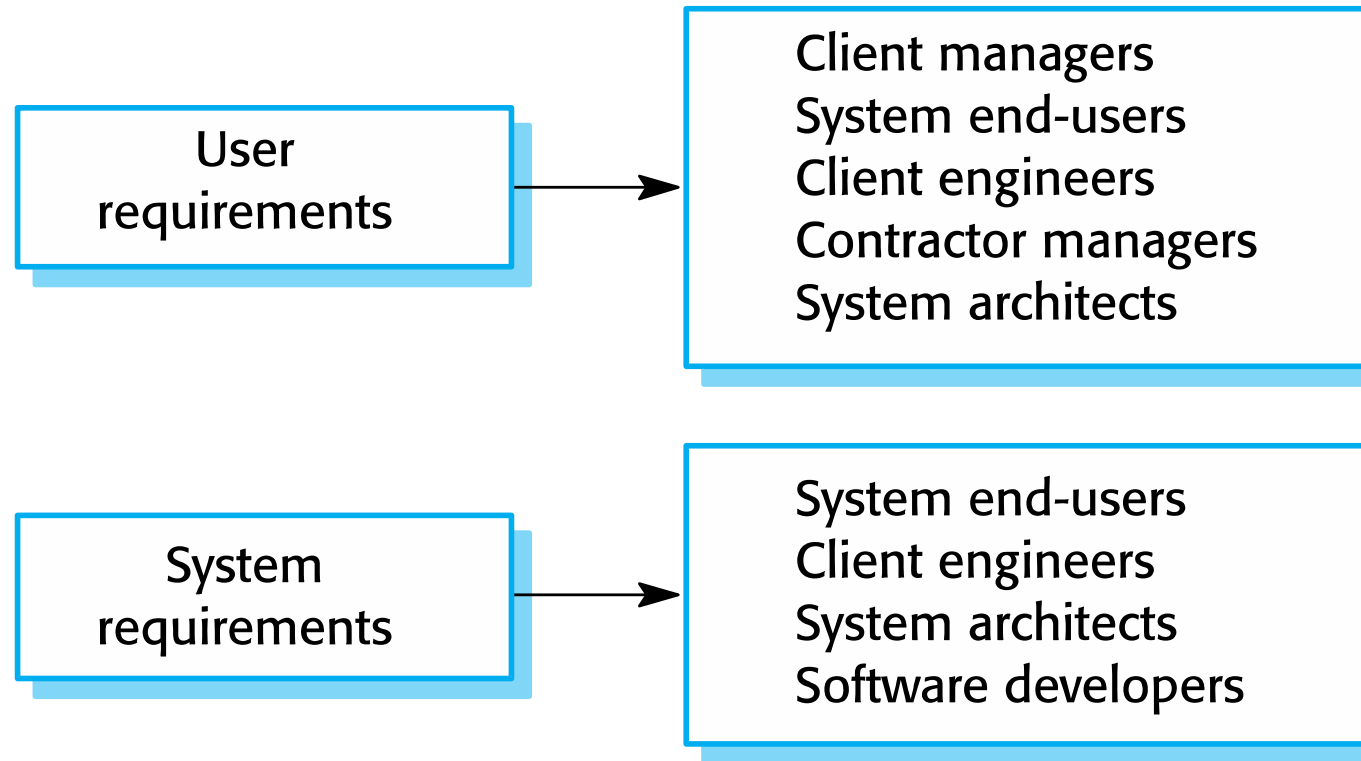 User
requirements
Client managers
System end-users
Client engineers
Contractor managers
System architects
System
requirements
System end-users
Client engineers
System architects
Software developers